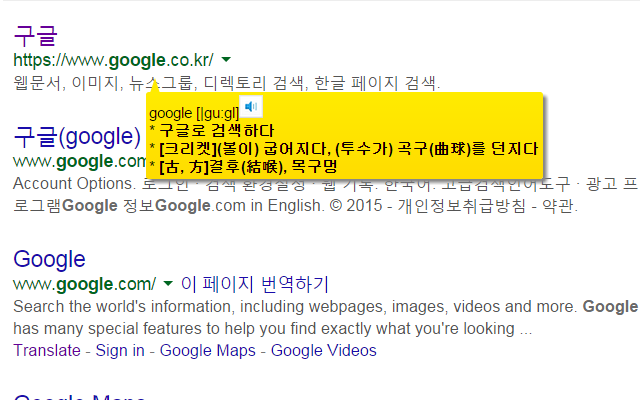 구글
https://www.google.co.kr/
웹문서, 이미지, 뉴스그룹, 디렉토리 검색, 한글 페이지 검색.
google [|gu:gl]
* 구글로 검색하다
* [크리켓](볼이) 굽어지다, (투수가) 곡구(曲球)를 던지다
* [古, 方]결후(結喉), 목구멍
구글(google)
www.google.com
Account Options. 로그인 · 검색 환경설정 · 웹 기록. 한국어. 고급검색언어도구 · 광고 프
로그램Google 정보Google.com in English. © 2015 - 개인정보취급방침 - 약관.
Google
www.google.com/ 이 페이지 번역하기
Search the world's information, including webpages, images, videos and more. Google
has many special features to help you find exactly what you're looking ...
Translate - Sign in - Google Maps - Google Videos
Google Maps